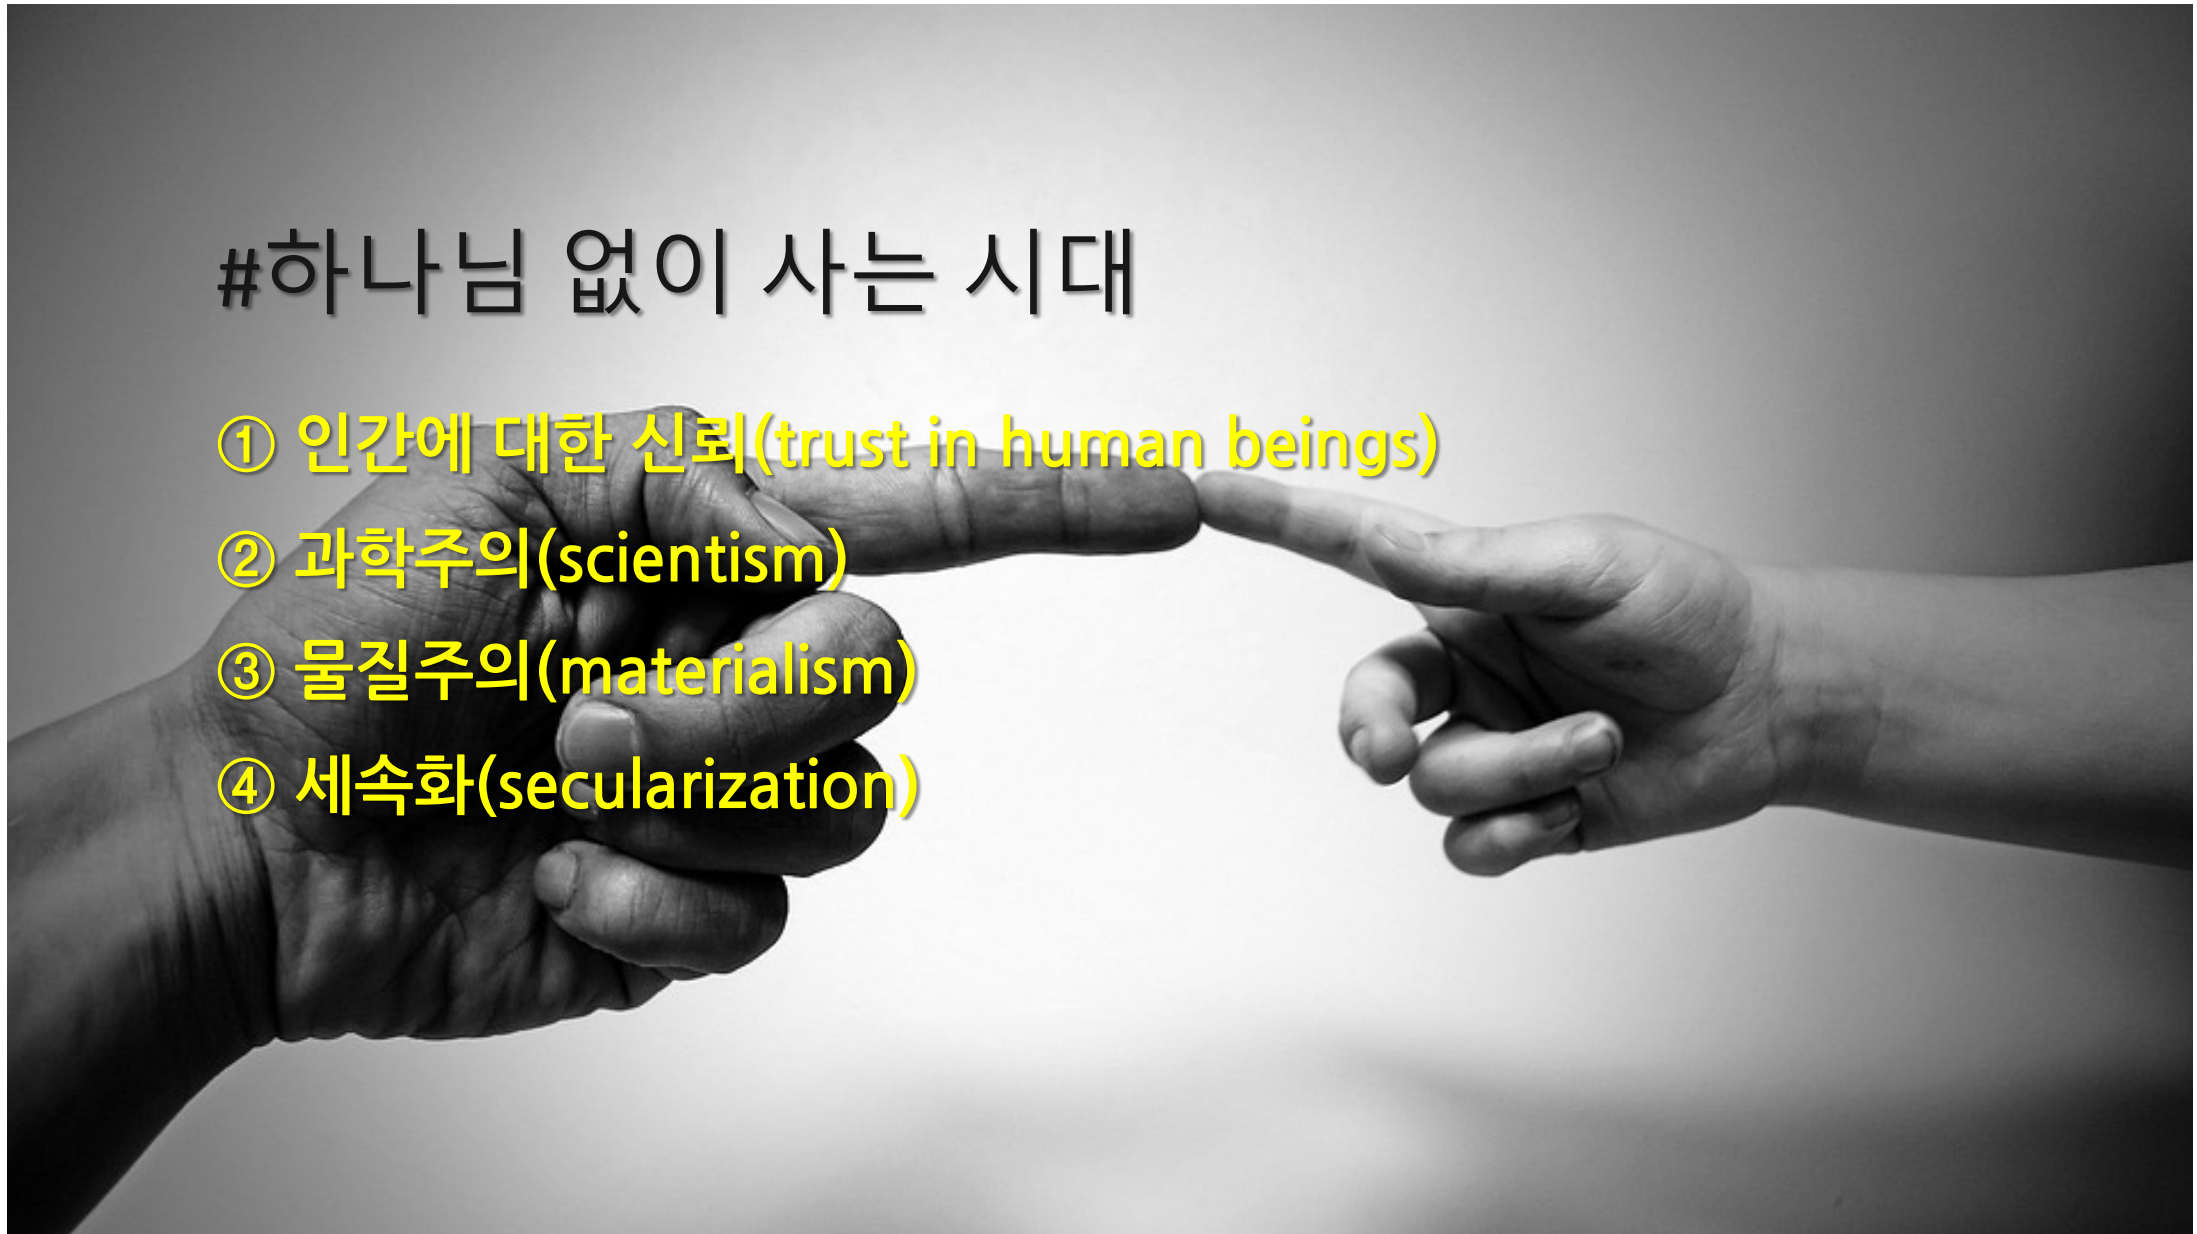 #하나님 없이 사는 시대
① 인간에 대한 신뢰(trust in human beings)
② 과학주의(scientism)
③ 물질주의(materialism)
④ 세속화(secularization)